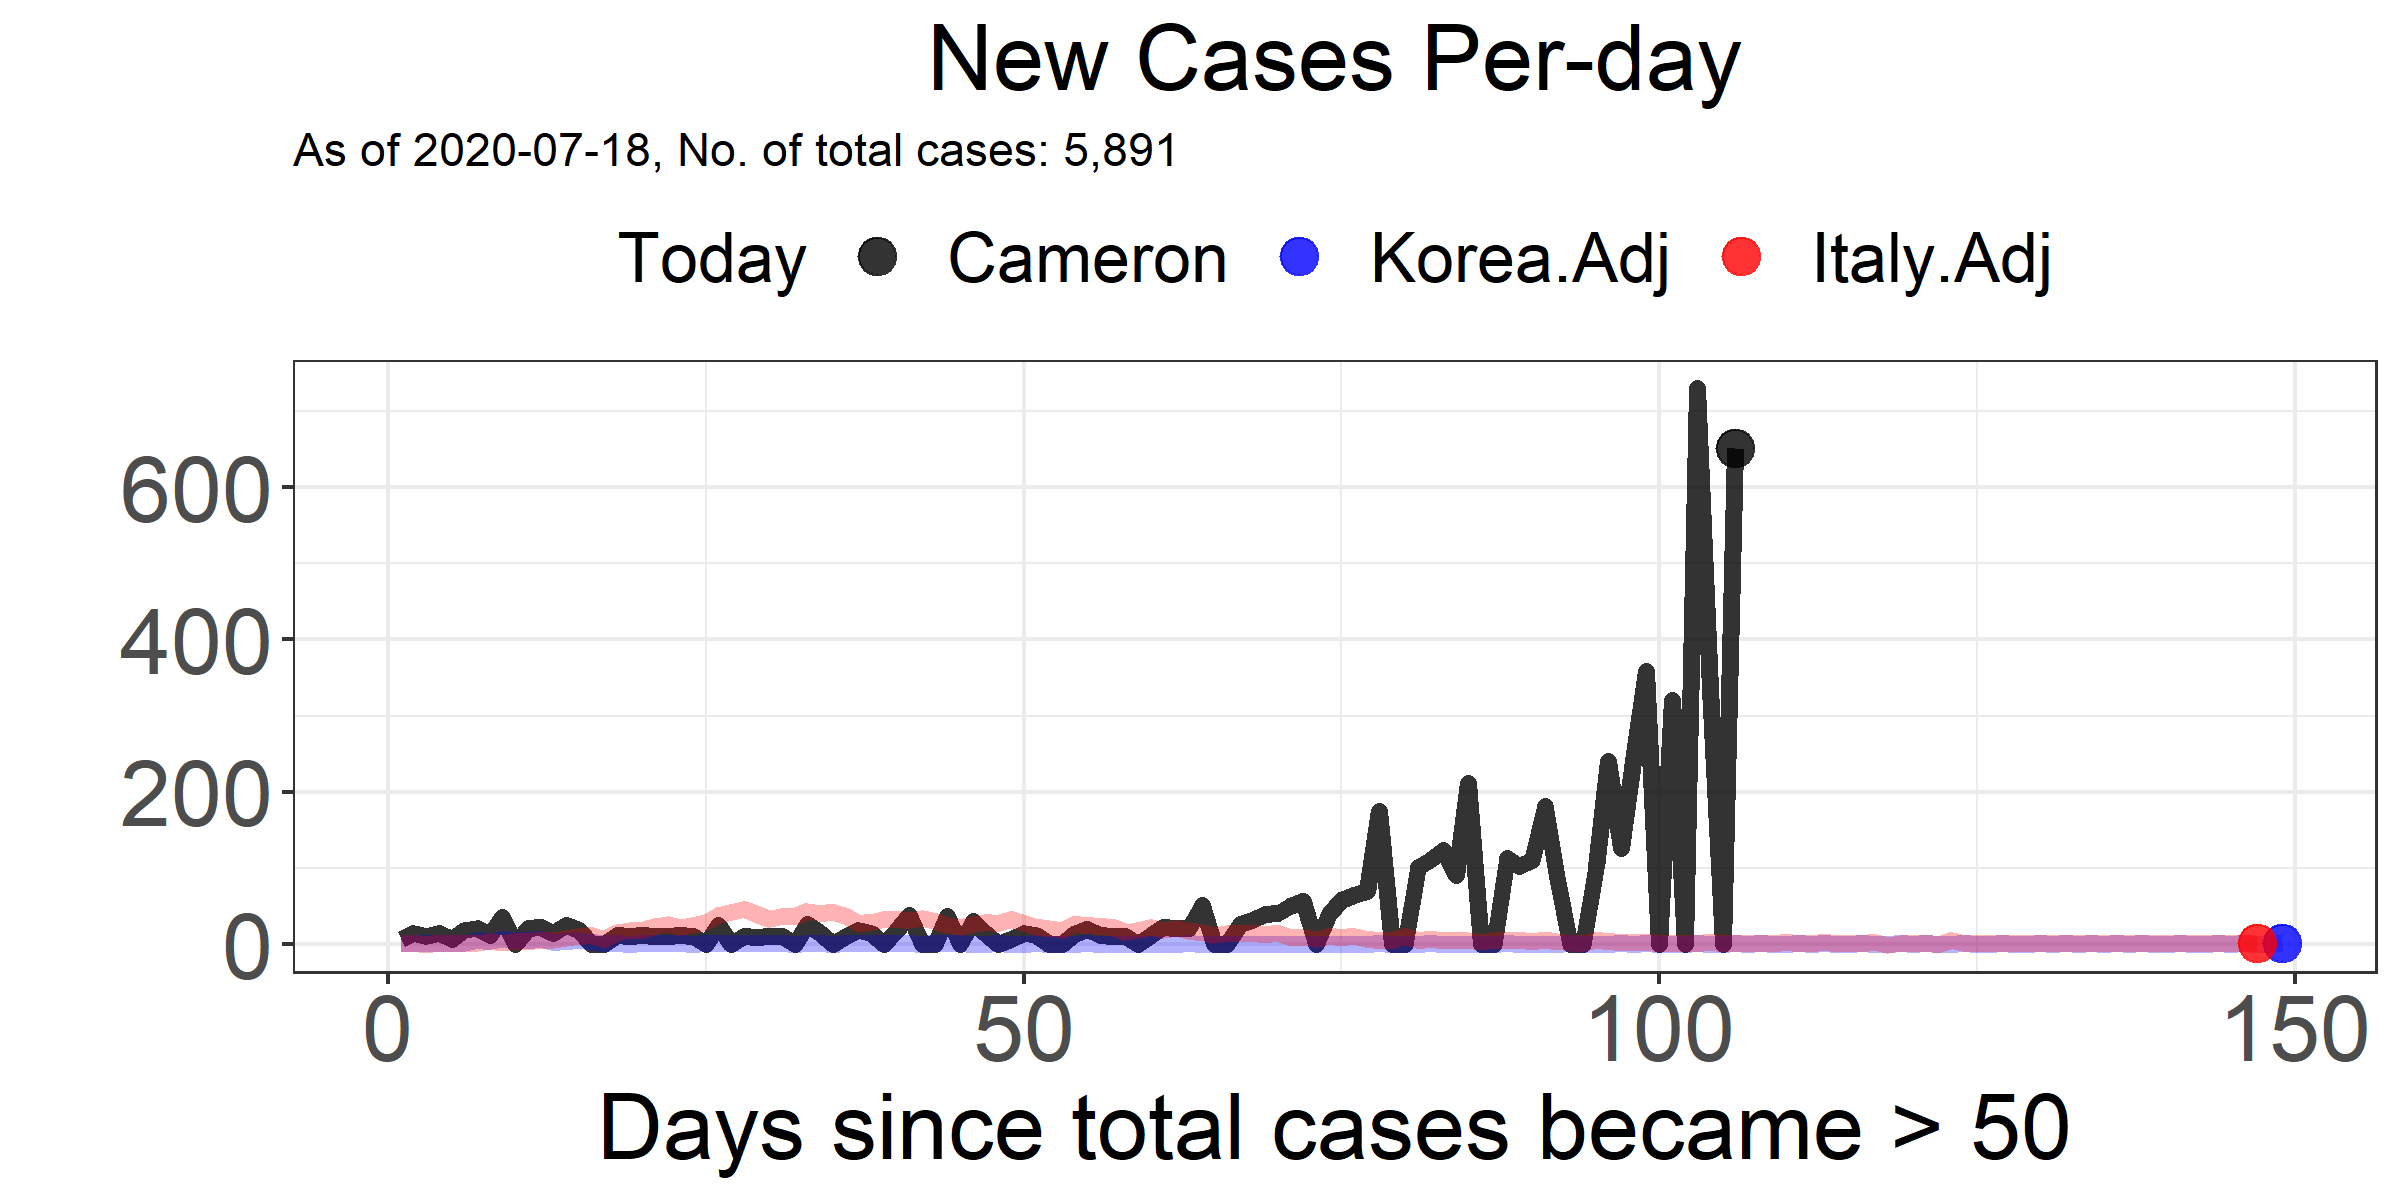 New Cases Per-day
As of 2020-07-18, No. of total cases: 5,891
Today Cameron Korea.Adj Italy.Adj
600
400
200
0
0 50 100 150
Days since total cases became > 50